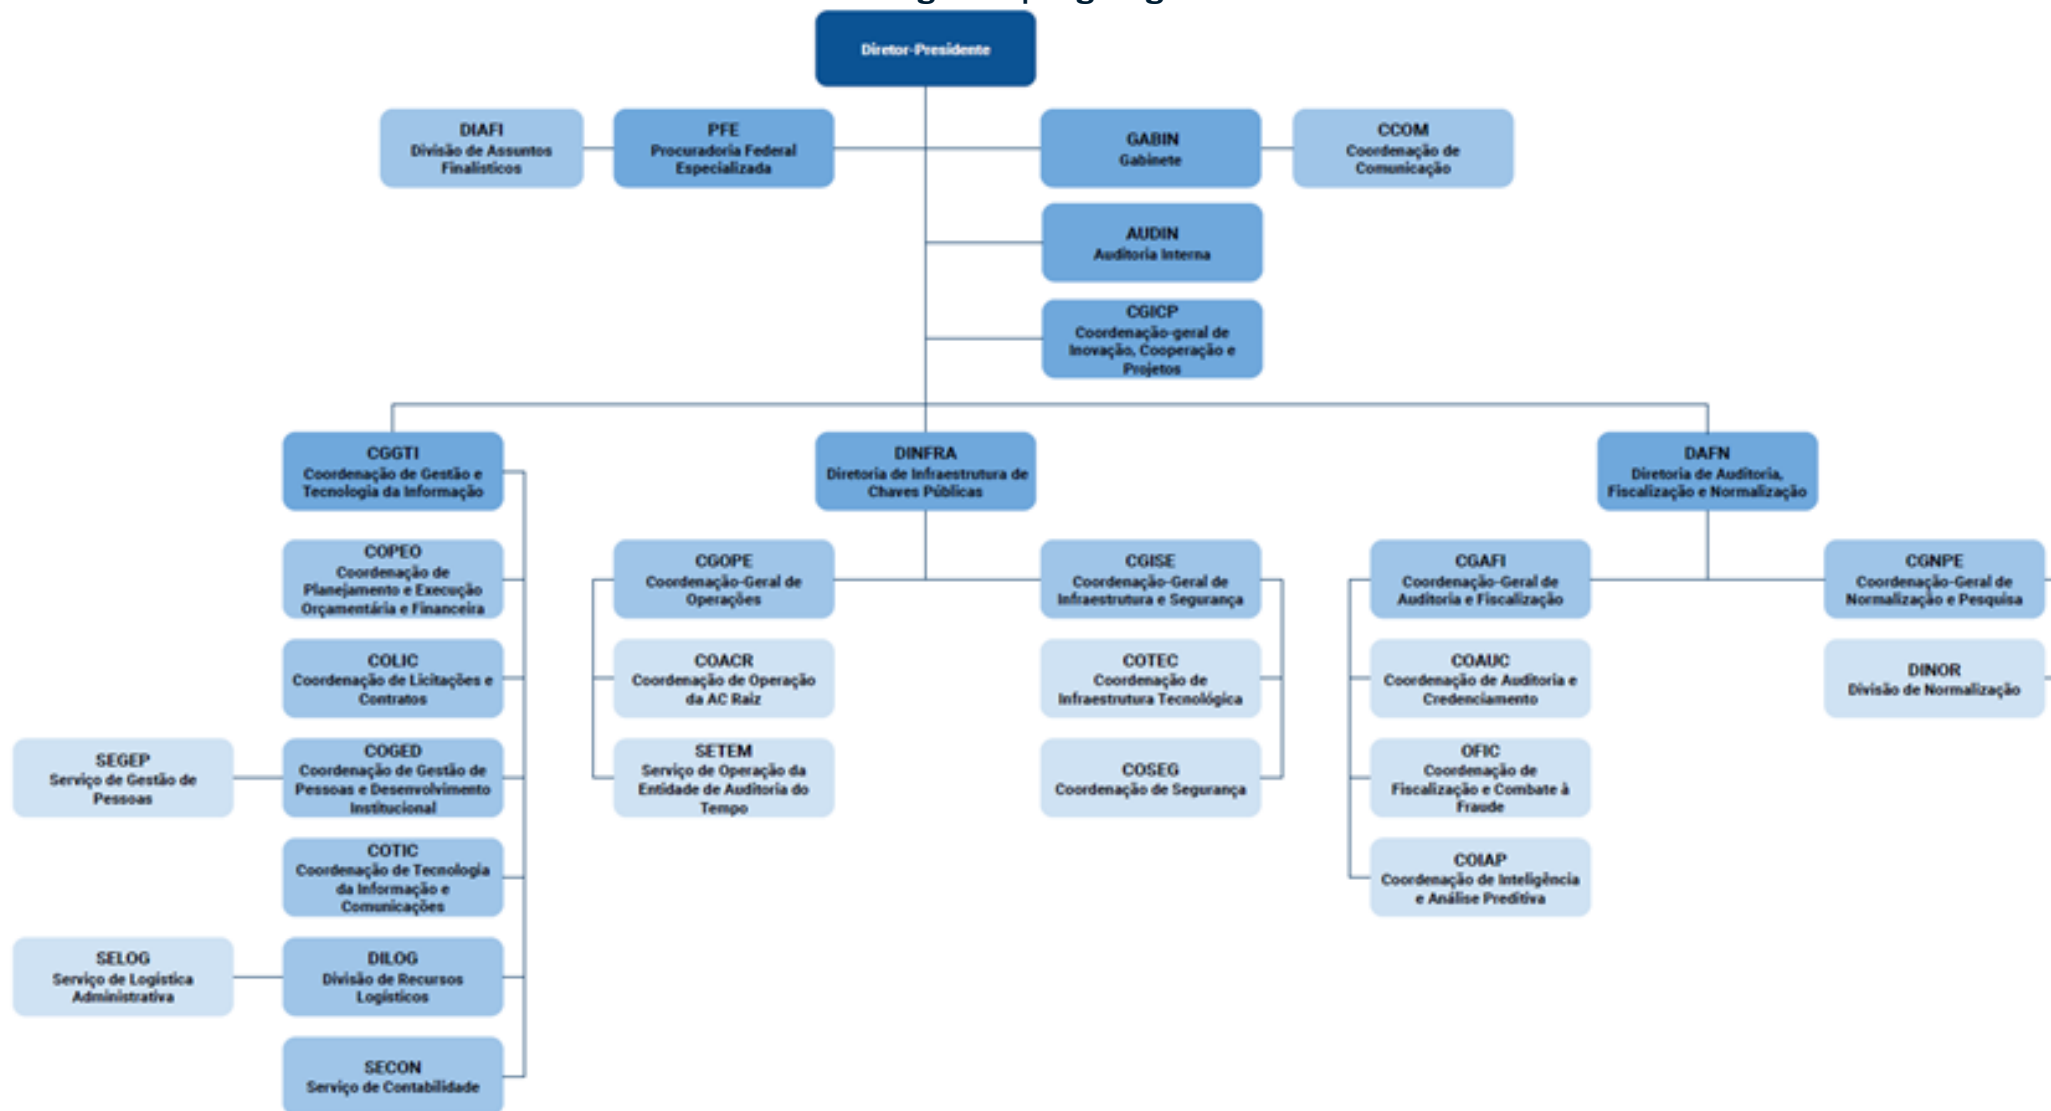 Diretor-Presidente
DIAFI
Divisão de Assuntos
Finalísticos
PFE
Procuradoria Federal
Especializada
GABIN
Gabinete
CCOM
Coordenação de
Comunicação
AUDIN
Auditoria Interna
CGICP
Coordenação-geral de
Inovação, Cooperação e
Projetos
CGGTI
Coordenação de Gestão e
Tecnologia da Informação
DINFRA
Diretoria de Infraestrutura de
Chaves Públicas
DAFN
Diretoria de Auditoria,
Fiscalização e Normalização
COPEO
Coordenação de
Planejamento e Execução
Orçamentária e Financeira
CGOPE
Coordenação-Geral de
Operações
CGISE
Coordenação-Geral de
Infraestrutura e Segurança
CGAFI
Coordenação-Geral de
Auditoria e Fiscalização
CGNPE
Coordenação-Geral de
Normalização e Pesquisa
COLIC
Coordenação de Licitações e
Contratos
COACR
Coordenação de Operação
da AC Raiz
COTEC
Coordenação de
Infraestrutura Tecnológica
COAUC
Coordenação de Auditoria e
Credenciamento
DINOR
Divisão de Normalização
SEGEP
Serviço de Gestão de
Pessoas
COGED
Coordenação de Gestão de
Pessoas e Desenvolvimento
Institucional
SETEM
Serviço de Operação da
Entidade de Auditoria do
Tempo
COSEG
Coordenação de Segurança
OFIC
Coordenação de
Fiscalização e Combate à
Fraude
COTIC
Coordenação de Tecnologia
da Informação e
Comunicações
COIAP
Coordenação de Inteligência
e Análise Preditiva
SELOG
Serviço de Logística
Administrativa
DILOG
Divisão de Recursos
Logísticos
SECON
Serviço de Contabilidade